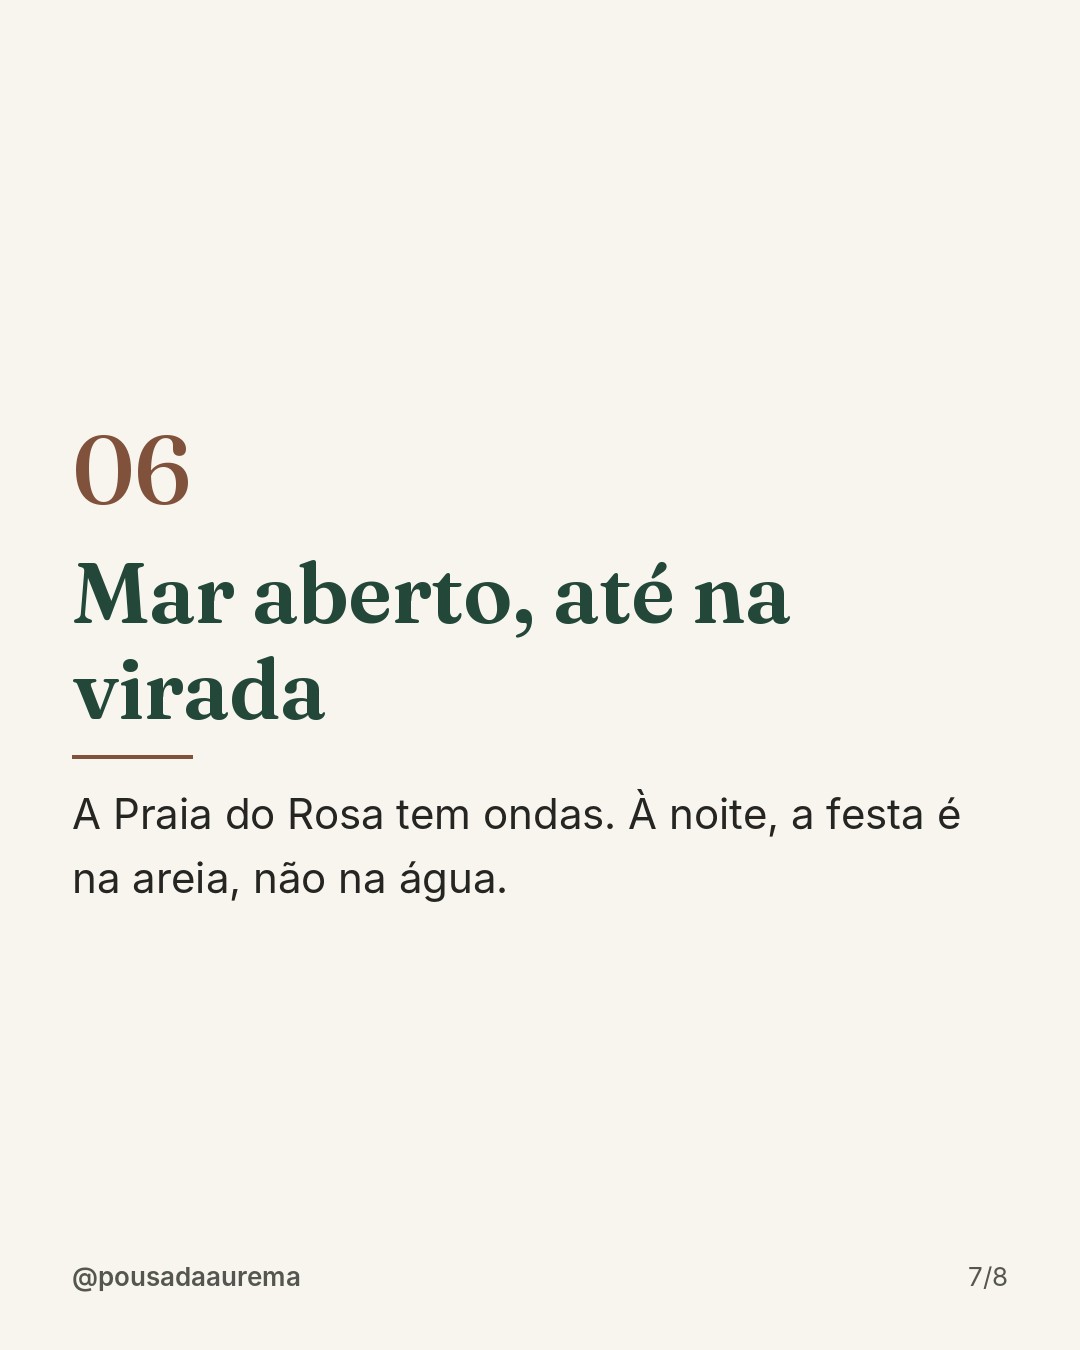 06
Mar aberto, até na
virada
A Praia do Rosa tem ondas. À noite, a festa é
na areia, não na água.
@pousadaaurema
7/8